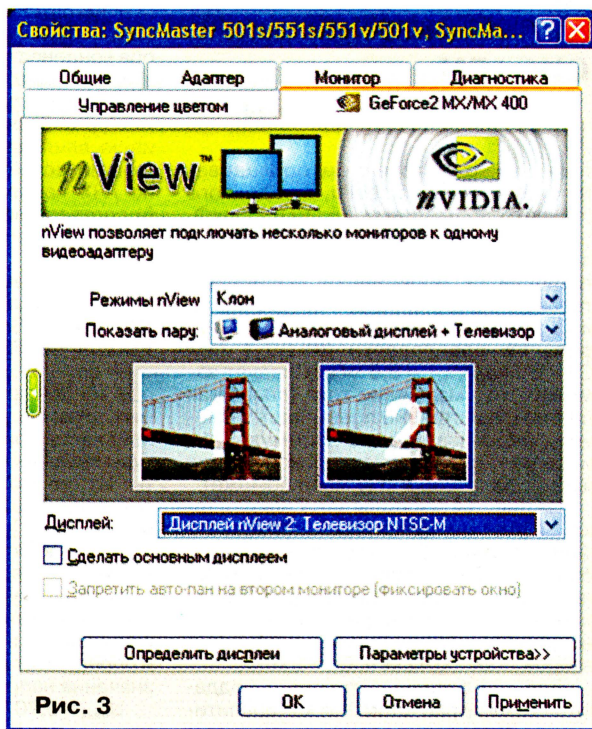 Свойства: SyncMaster 501s/551s/551v/501v, SyncMa...
Общие Адаптер Монитор Диагностика
Управление цветом GeForce2 MX/MX 400
nView™
nVIDIA.
nView позволяет подключать несколько мониторов к одному
видеоадаптеру
Режимы nView Клон
Показать пару: Аналоговый дисплей + Телевизор
1 2
Дисплей: Дисплей nView 2: Телевизор NTSC-M
Сделать основным дисплеем
Запретить авто-пан на втором мониторе (фиксировать окно)
Определить дисплеи Параметры устройства>>
OK Отмена Применить
Рис. 3